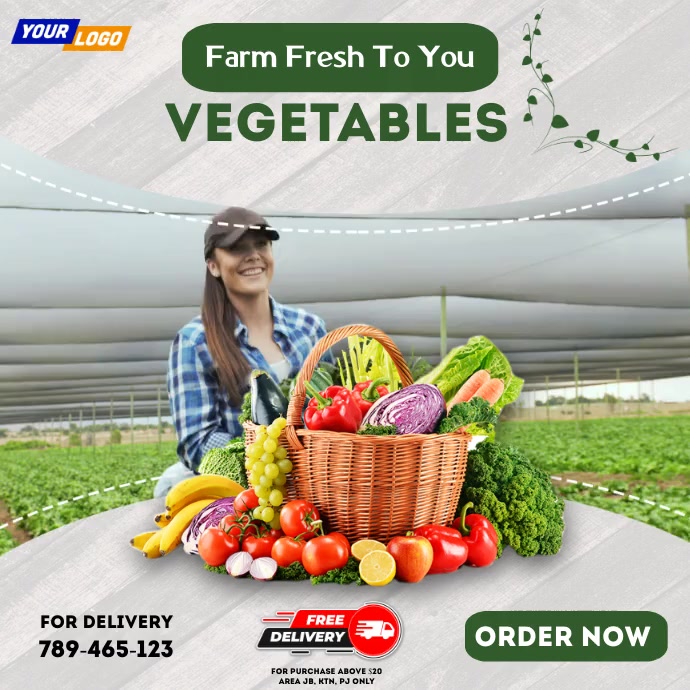 YOUR LOGO
Farm Fresh To You
VEGETABLES
FOR DELIVERY
789-465-123
FREE
DELIVERY
FOR PURCHASE ABOVE $20
AREA JB, KTN, PJ ONLY
ORDER NOW